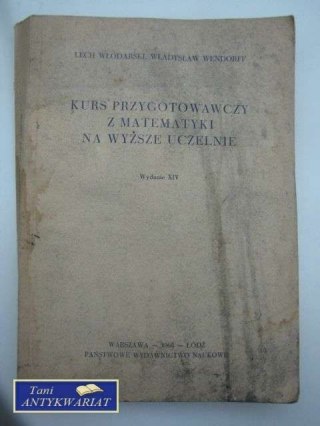 LECH WŁODARSKI, WŁADYSŁAW WENDORFF
KURS PRZYGOTOWAWCZY
Z MATEMATYKI
NA WYŻSZE UCZELNIE
Wydanie XIV
WARSZAWA — — ŁÓDŹ
PAŃSTWOWE WYDAWNICTWO NAUKOWE
Tani
ANTYKWARIAT